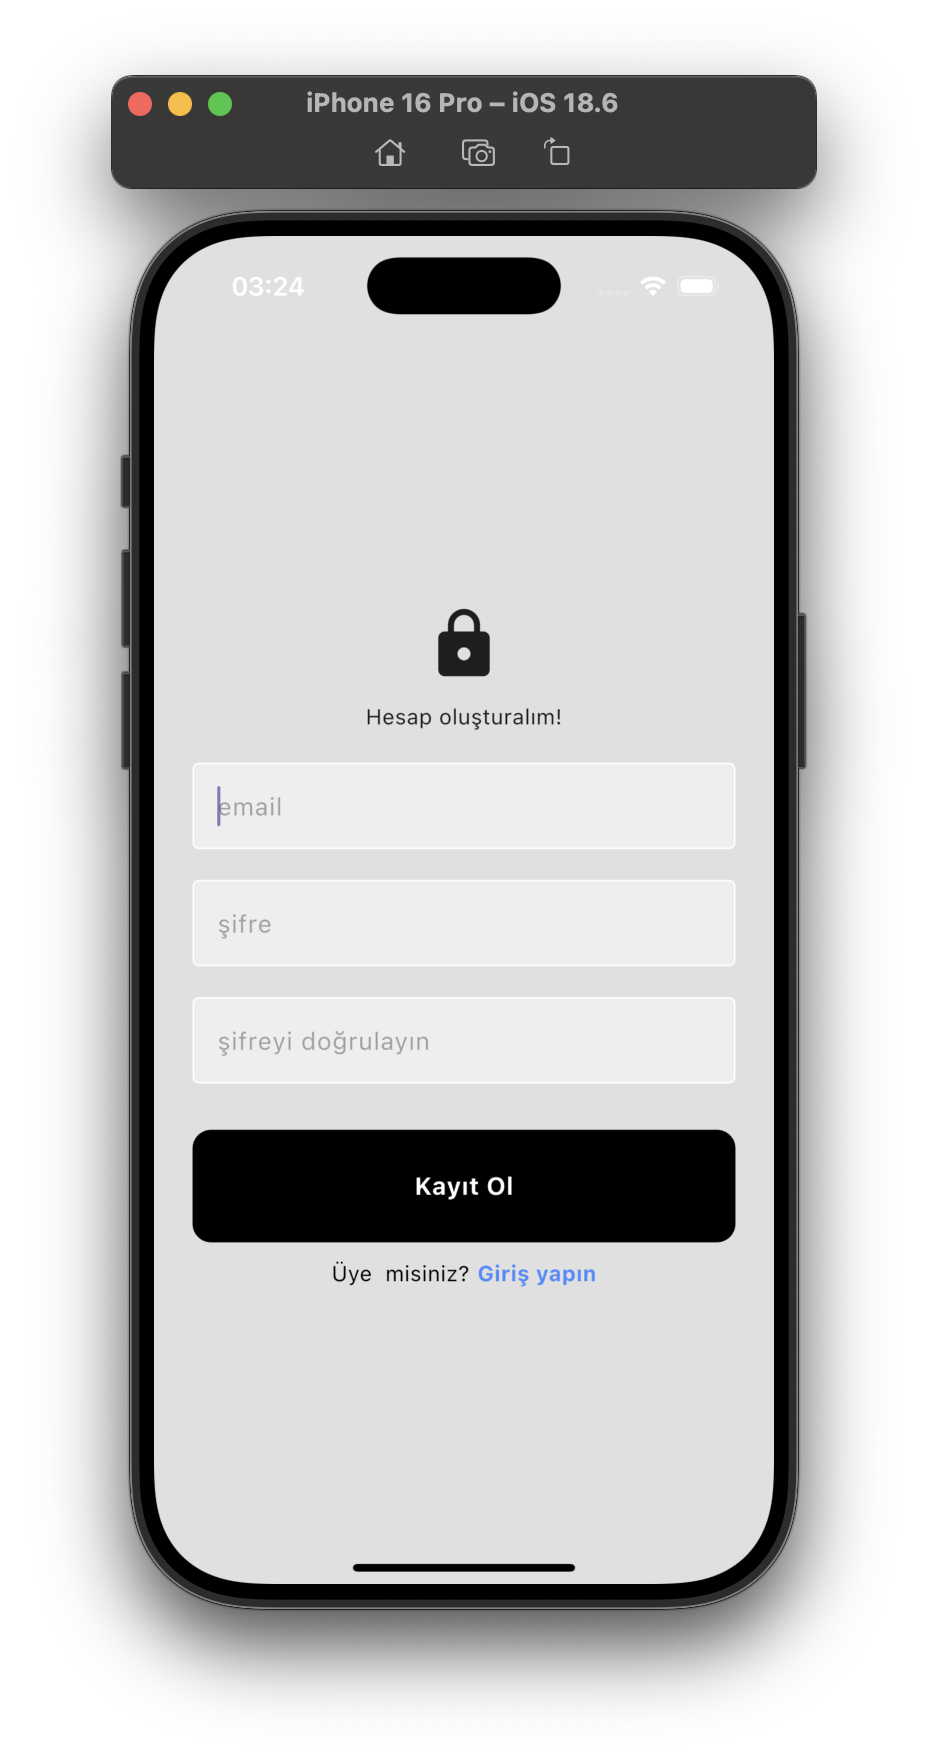 iPhone 16 Pro – iOS 18.6
03:24
Hesap oluşturalım!
email
şifre
şifreyi doğrulayın
Kayıt Ol
Üye  misiniz? Giriş yapın